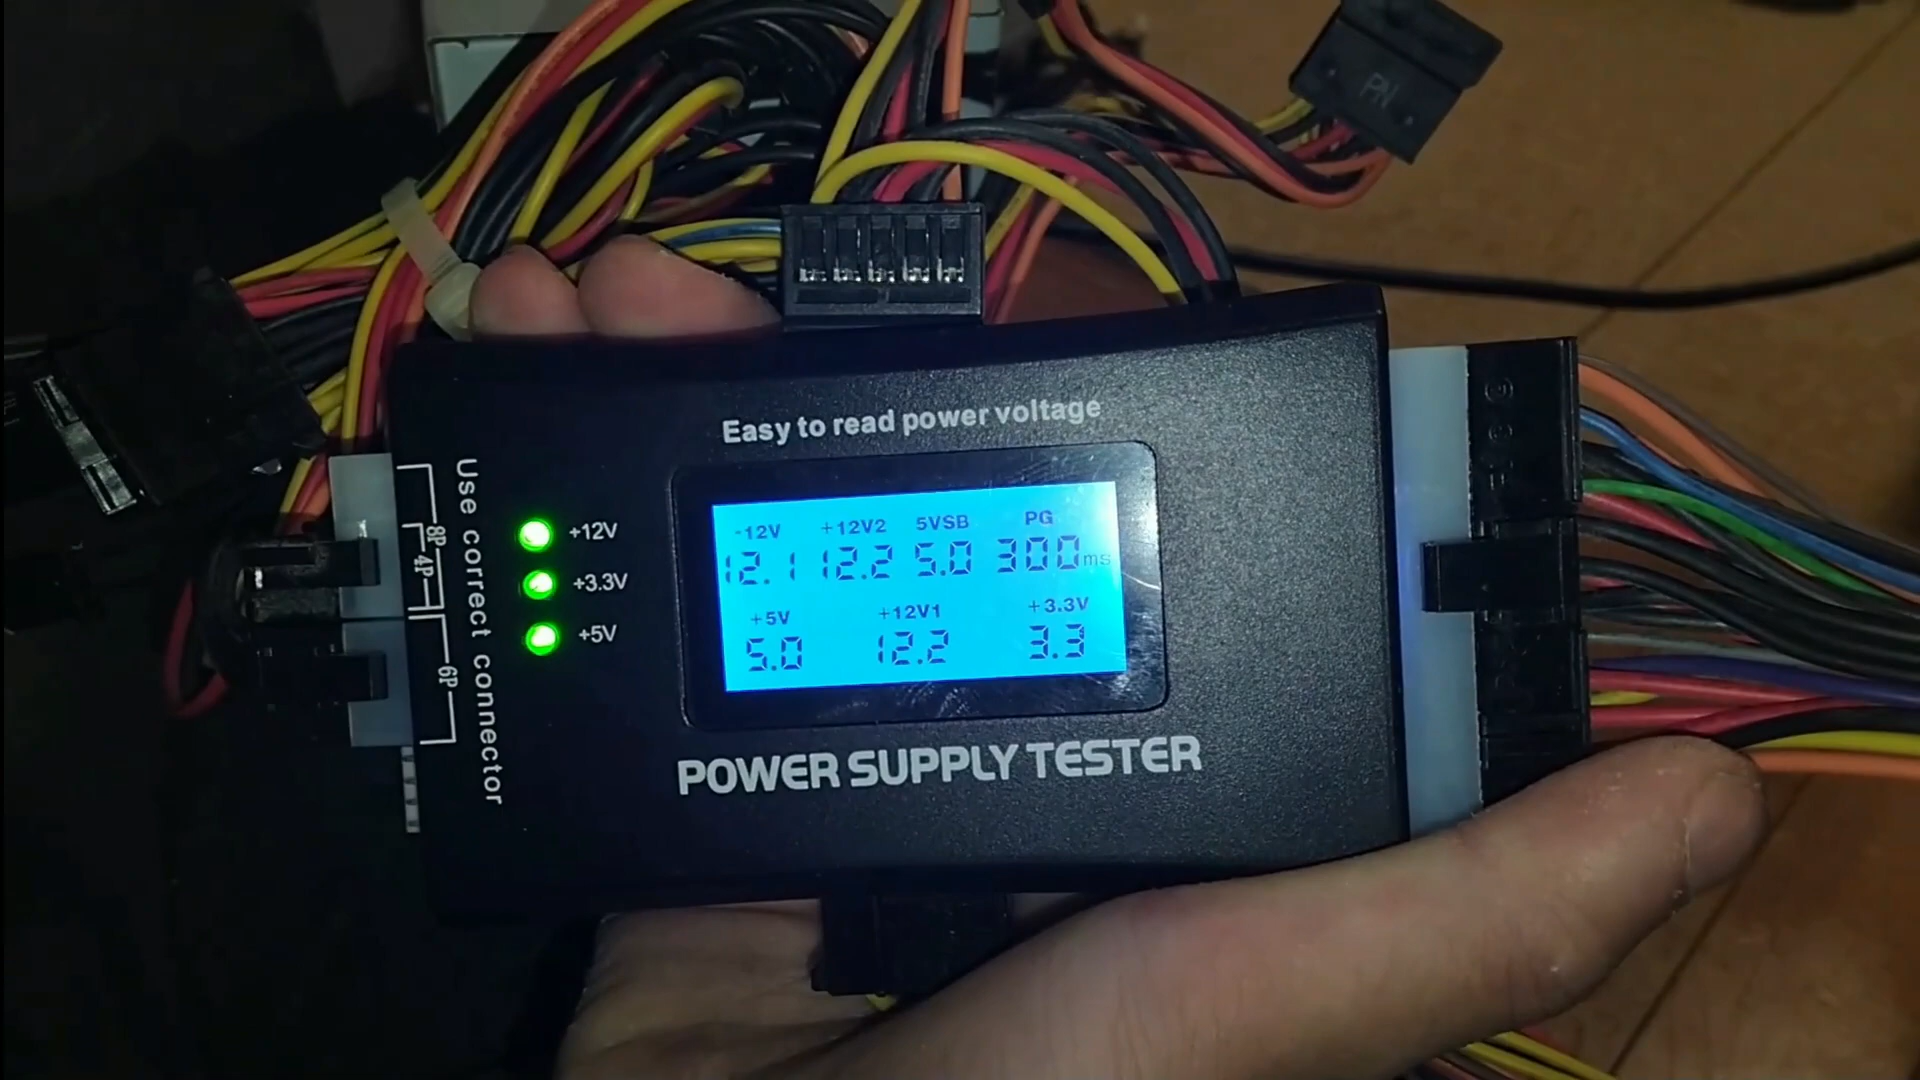 PN
Easy to read power voltage
Use correct connector
8P
4P
6P
+12V
+3.3V
+5V
-12V +12V2 5VSB PG
12.1 12.2 5.0 300ms
+5V +12V1 +3.3V
5.0 12.2 3.3
POWER SUPPLY TESTER